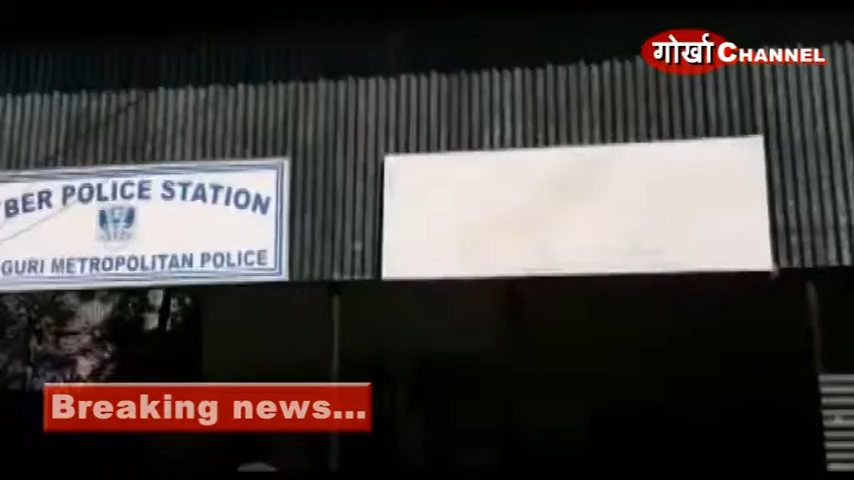 गोर्खा CHANNEL
BER POLICE STATION
GURI METROPOLITAN POLICE
Breaking news...